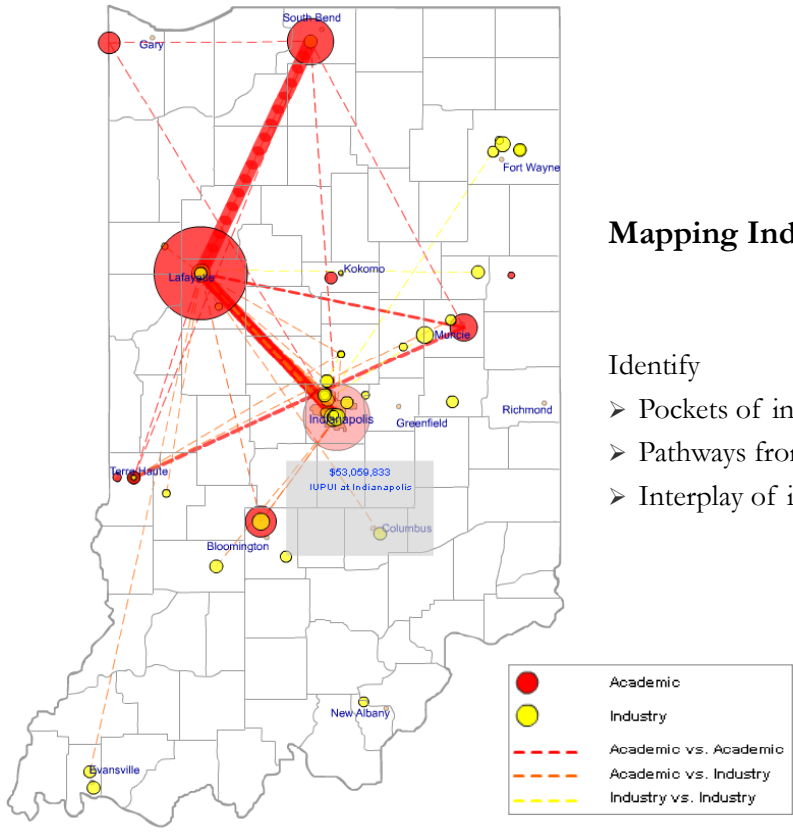 South Bend
Gary
Fort Wayne
Lafayette
Kokomo
Muncie
Indianapolis
Greenfield
Richmond
Terre Haute
$53,059,833
IUPUI at Indianapolis
Columbus
Bloomington
New Albany
Evansville
Mapping Ind
Identify
➢ Pockets of in
➢ Pathways fro
➢ Interplay of i
Academic
Industry
Academic vs. Academic
Academic vs. Industry
Industry vs. Industry